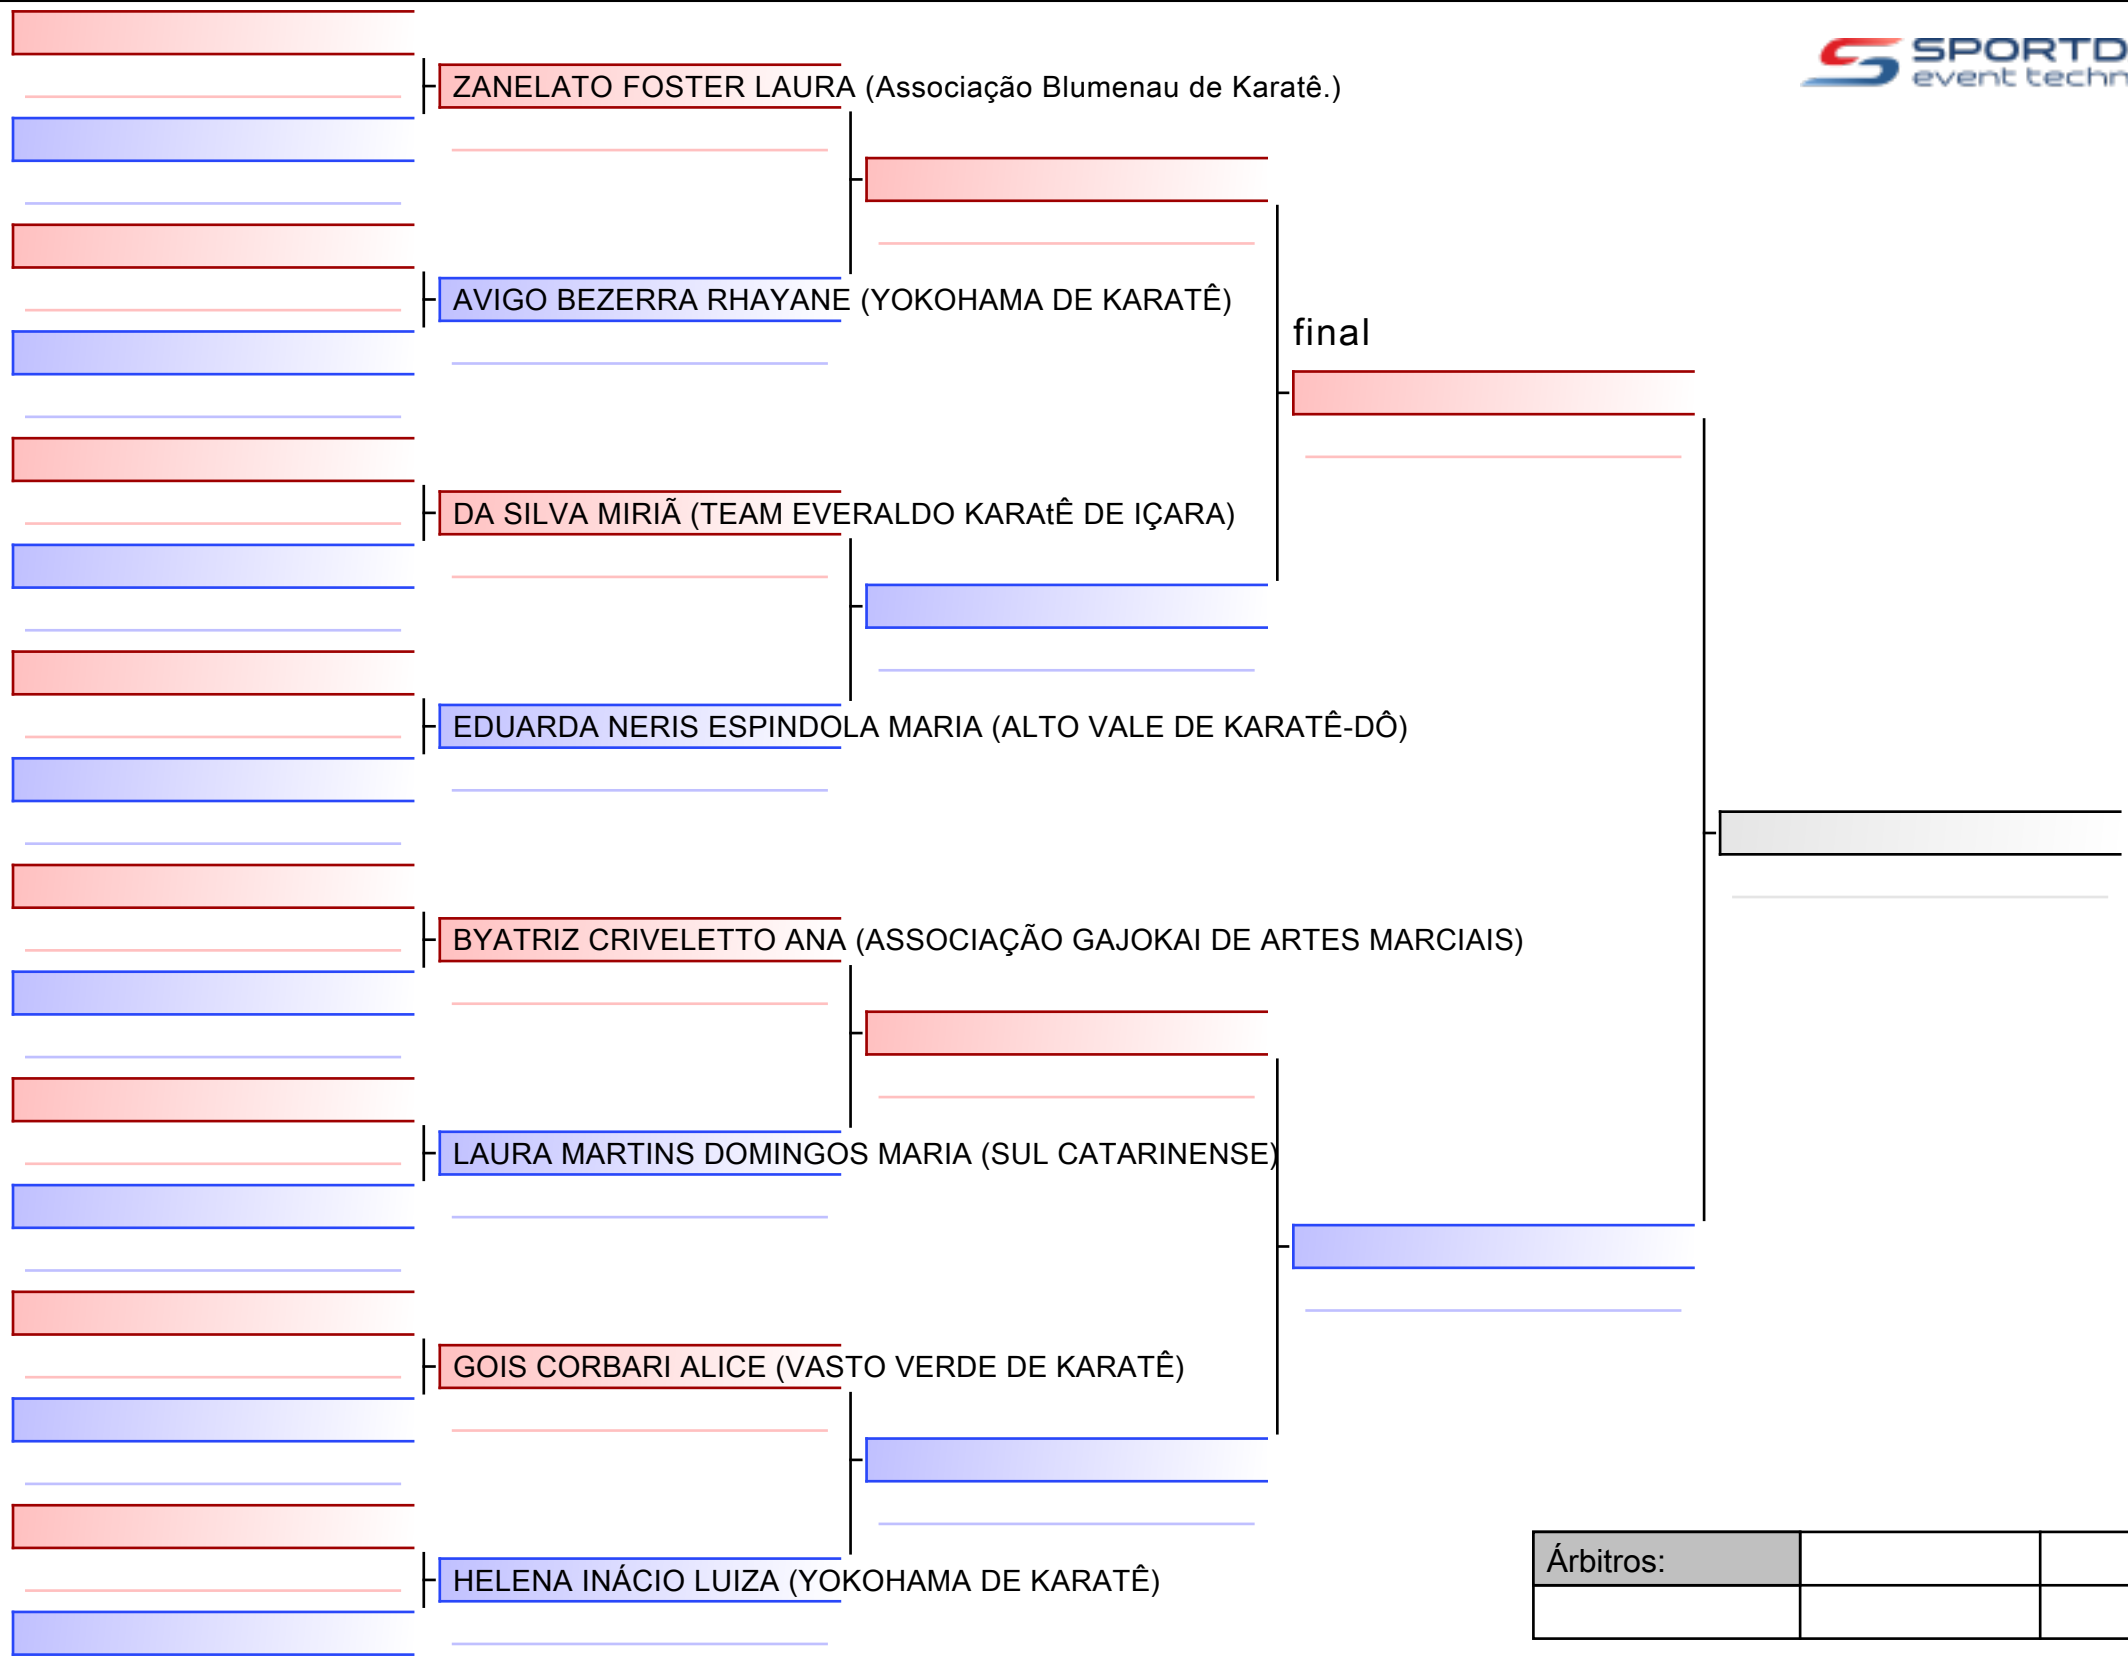 SPORTD
event techn
ZANELATO FOSTER LAURA (Associação Blumenau de Karatê.)
AVIGO BEZERRA RHAYANE (YOKOHAMA DE KARATÊ)
final
DA SILVA MIRIÃ (TEAM EVERALDO KARAtÊ DE IÇARA)
EDUARDA NERIS ESPINDOLA MARIA (ALTO VALE DE KARATÊ-DÔ)
BYATRIZ CRIVELETTO ANA (ASSOCIAÇÃO GAJOKAI DE ARTES MARCIAIS)
LAURA MARTINS DOMINGOS MARIA (SUL CATARINENSE)
GOIS CORBARI ALICE (VASTO VERDE DE KARATÊ)
HELENA INÁCIO LUIZA (YOKOHAMA DE KARATÊ)
Árbitros: